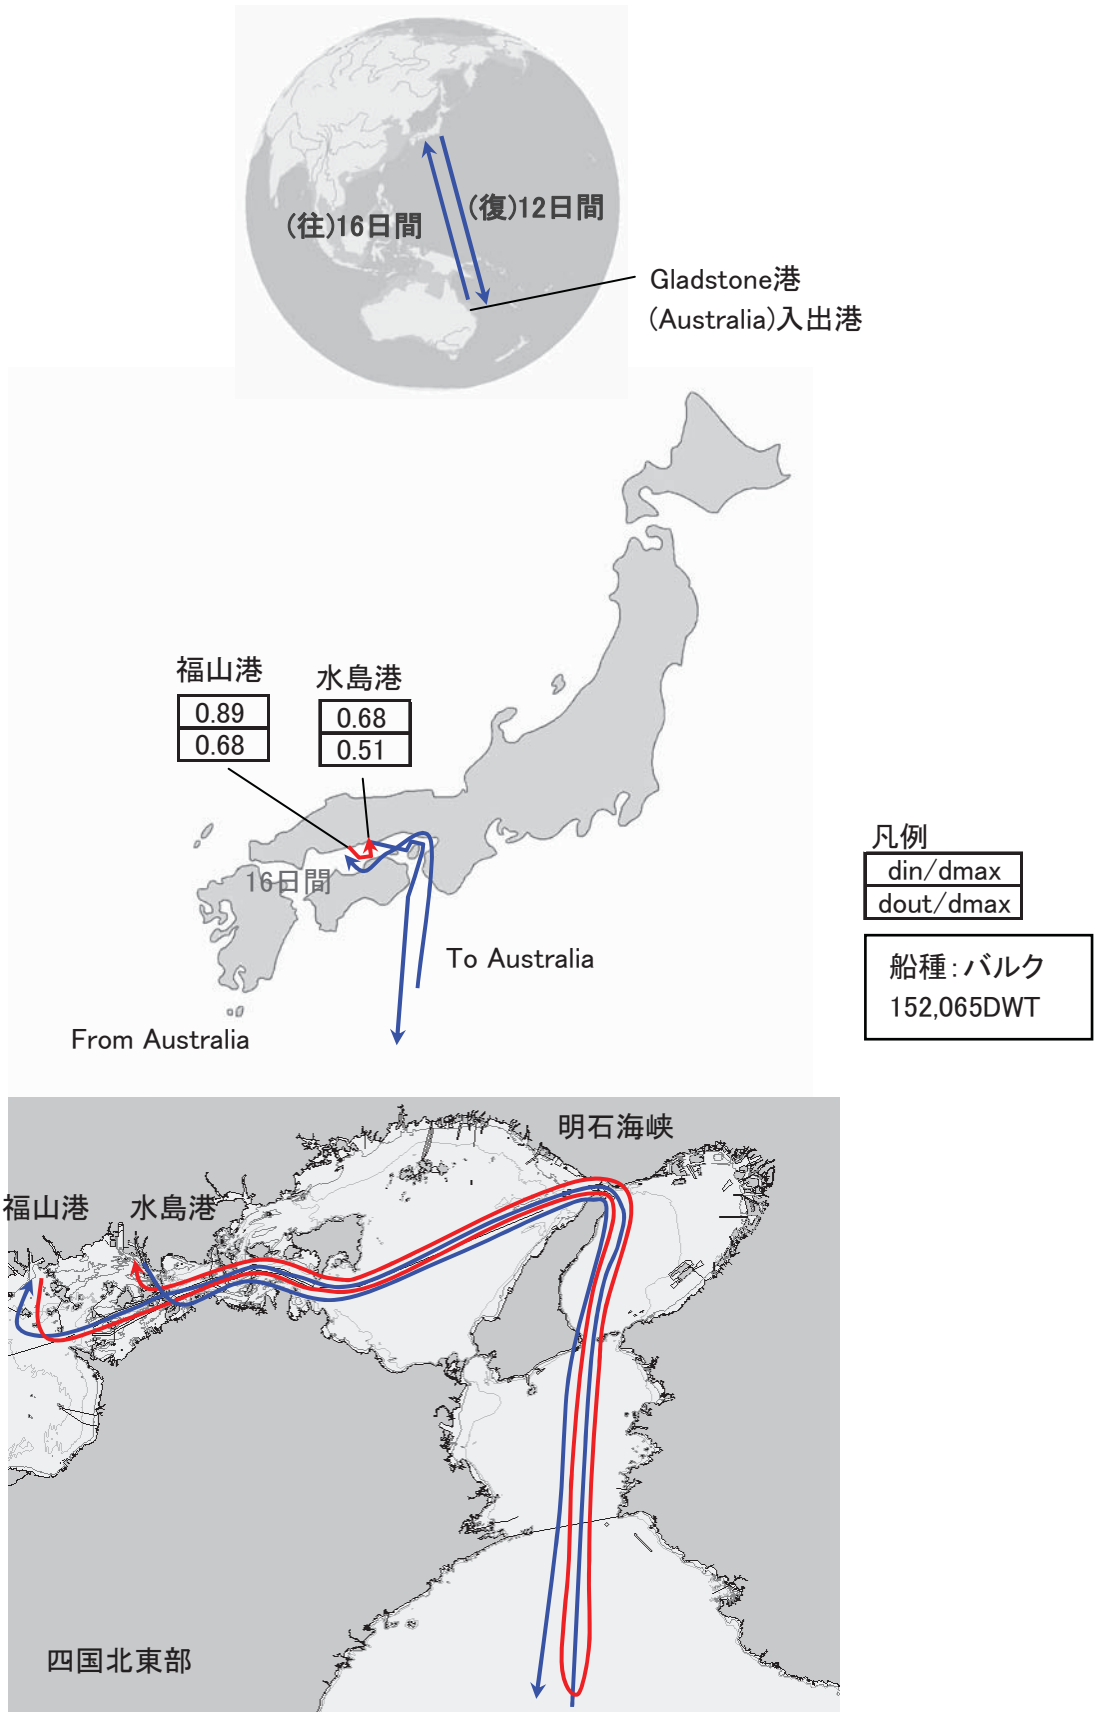 (往)16日間
(復)12日間
Gladstone港
(Australia)入出港
福山港
0.89
0.68
水島港
0.68
0.51
16日間
To Australia
From Australia
凡例
din/dmax
dout/dmax
船種:バルク
152,065DWT
明石海峡
福山港
水島港
四国北東部